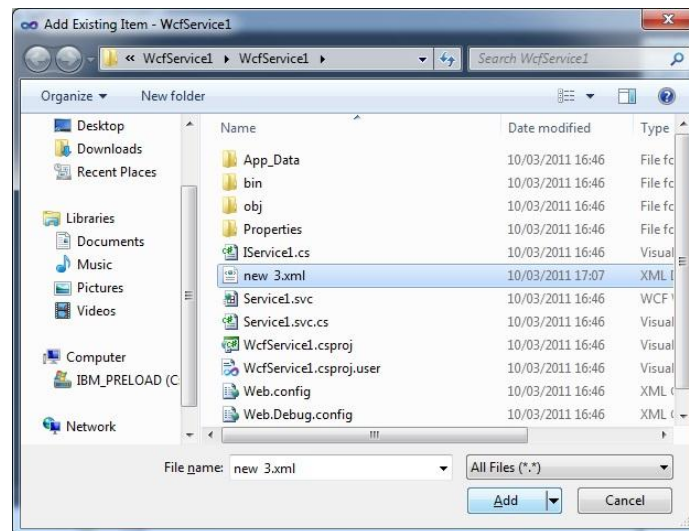 Add Existing Item - WcfService1
« WcfService1 WcfService1
Search WcfService1
Organize New folder
Desktop
Downloads
Recent Places
Libraries
Documents
Music
Pictures
Videos
Computer
IBM_PRELOAD (C
Network
Name Date modified Type
App_Data 10/03/2011 16:46 File fc
bin 10/03/2011 16:46 File fc
obj 10/03/2011 16:46 File fc
Properties 10/03/2011 16:46 File fc
IService1.cs 10/03/2011 16:46 Visual
new 3.xml 10/03/2011 17:07 XML
Service1.svc 10/03/2011 16:46 WCF
Service1.svc.cs 10/03/2011 16:46 Visual
WcfService1.csproj 10/03/2011 16:46 Visual
WcfService1.csproj.user 10/03/2011 16:46 Visual
Web.config 10/03/2011 16:46 XML
Web.Debug.config 10/03/2011 16:46 XML
File name: new 3.xml All Files (*.*)
Add Cancel